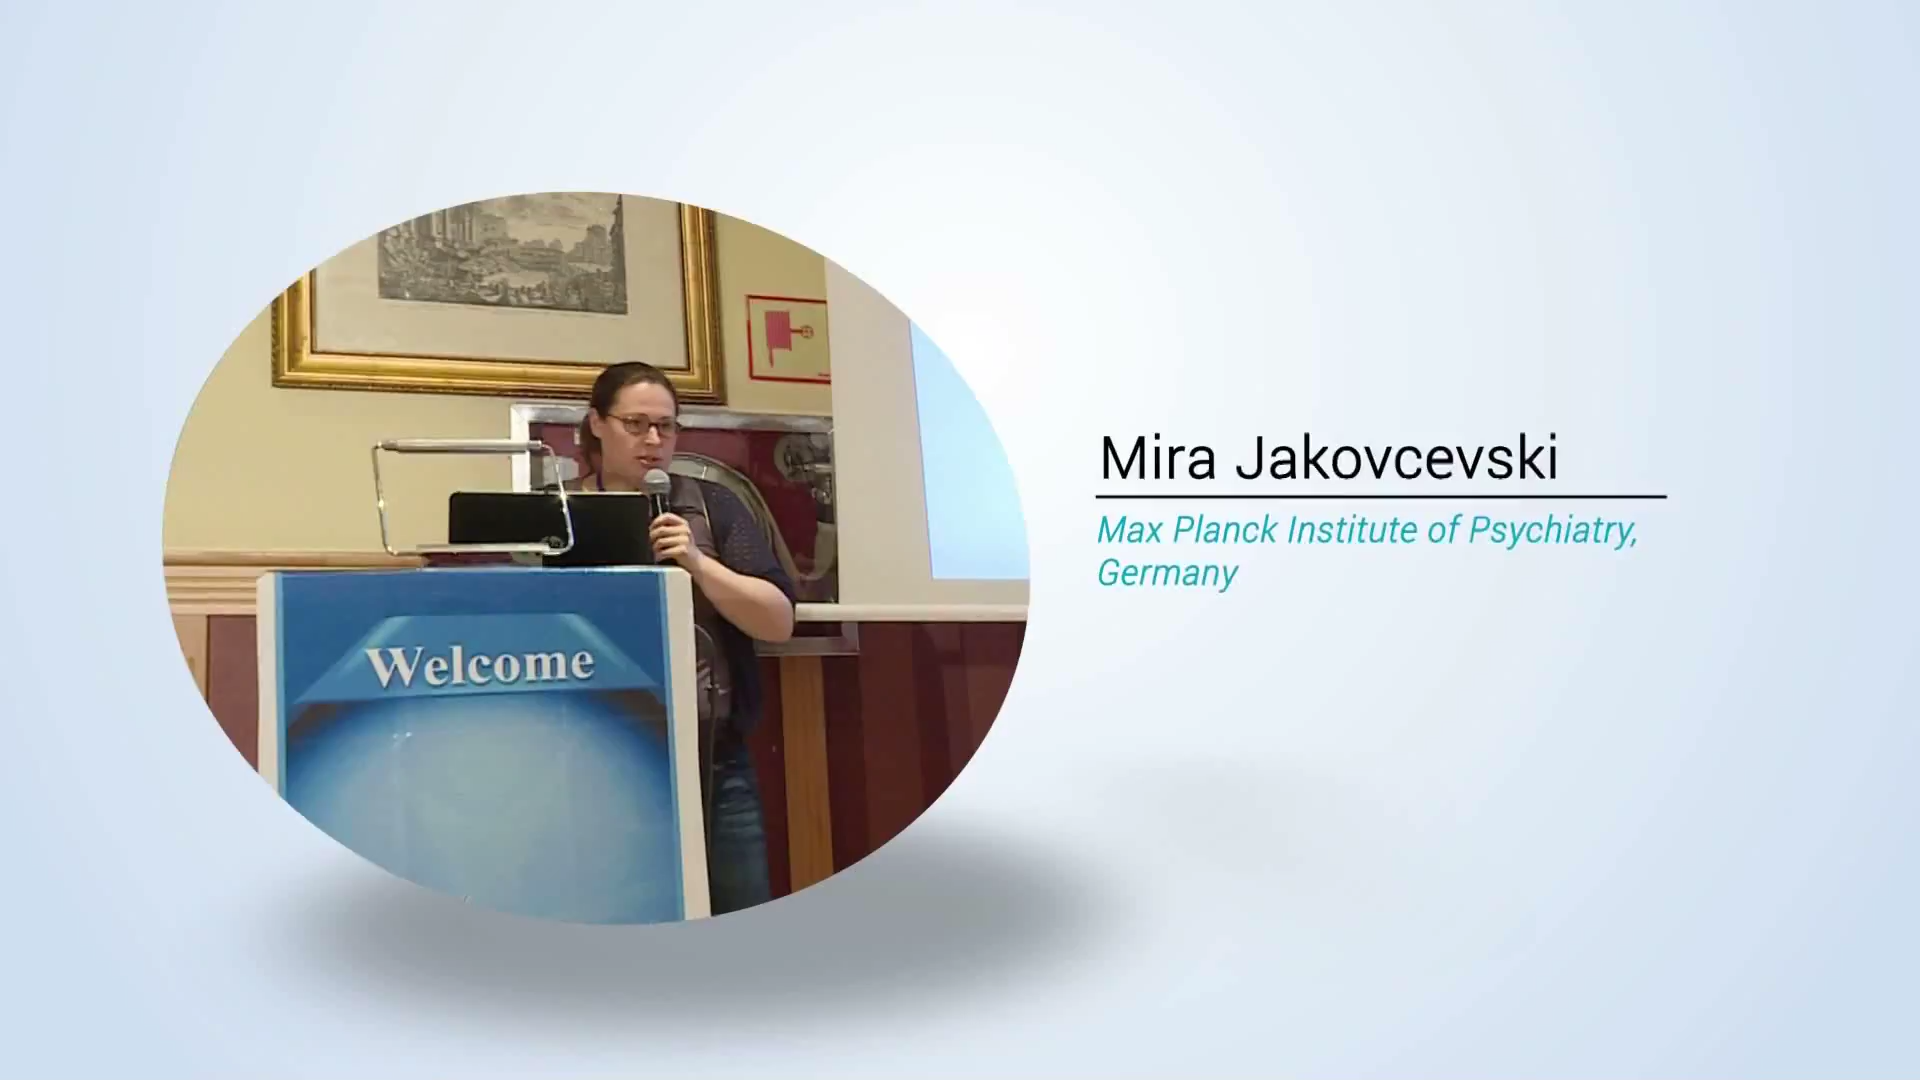 Mira Jakovcevski
Max Planck Institute of Psychiatry,
Germany
Welcome